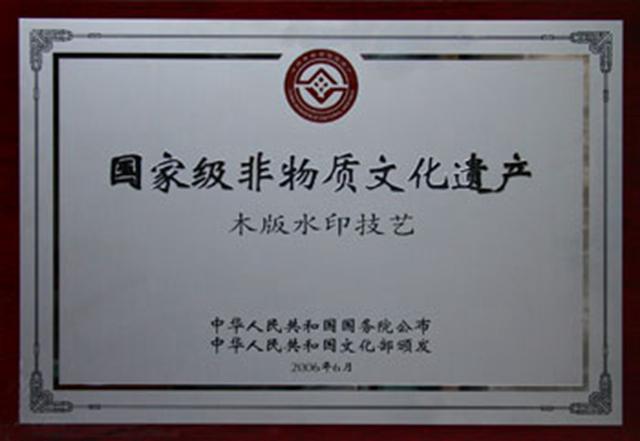 国家级非物质文化遗产
木版水印技艺
中华人民共和国国务院公布
中华人民共和国文化部颁发
2006年6月